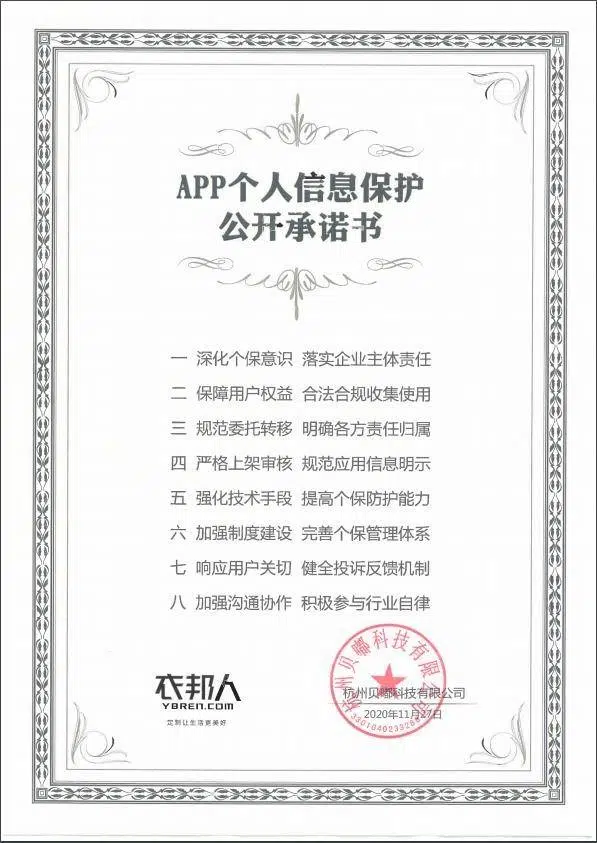 APP个人信息保护
公开承诺书
一 深化个保意识 落实企业主体责任
二 保障用户权益 合法合规收集使用
三 规范委托转移 明确各方责任归属
四 严格上架审核 规范应用信息明示
五 强化技术手段 提高个保防护能力
六 加强制度建设 完善个保管理体系
七 响应用户关切 健全投诉反馈机制
八 加强沟通协作 积极参与行业自律
衣邦人
YBREN.COM
定制让生活更美好
杭州贝嘟科技有限公司
杭州贝嘟科技有限公司
2020年11月27日